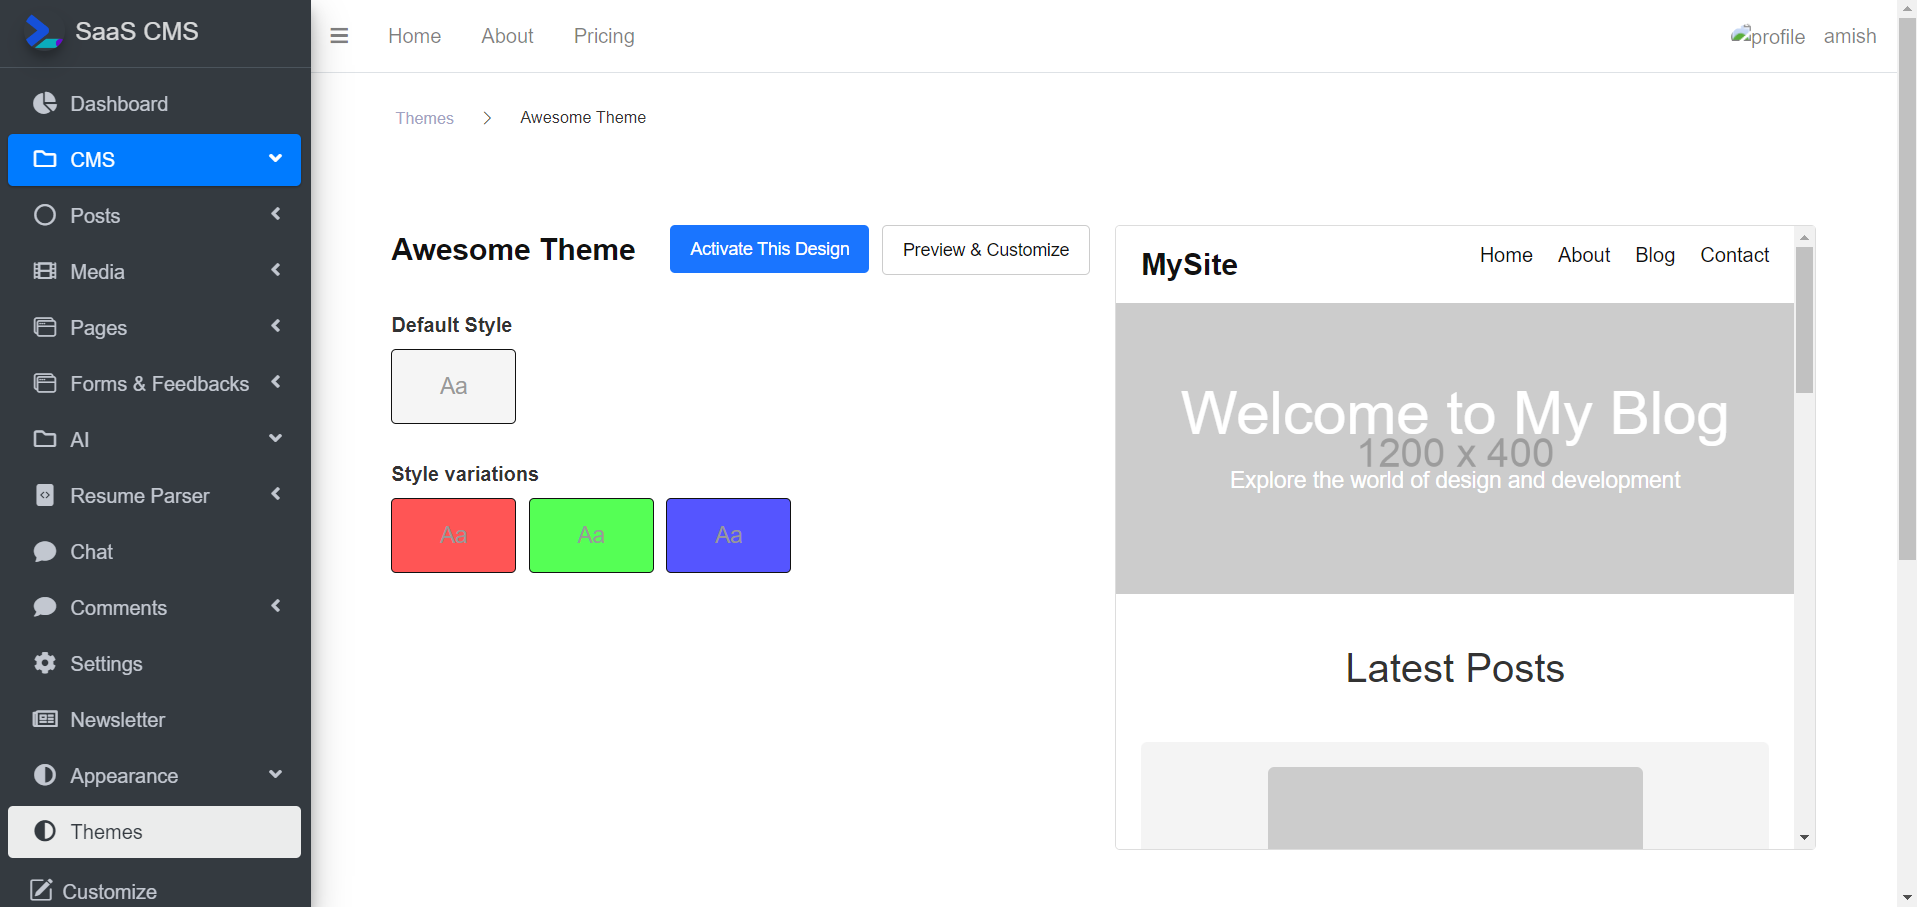 SaaS CMS
Home About Pricing
profile amish
Dashboard
CMS
Posts
Media
Pages
Forms & Feedbacks
AI
Resume Parser
Chat
Comments
Settings
Newsletter
Appearance
Themes
Customize
Themes > Awesome Theme
Awesome Theme
Activate This Design
Preview & Customize
Default Style
Aa
Style variations
Aa Aa Aa
MySite
Home About Blog Contact
Welcome to My Blog
1200 x 400
Explore the world of design and development
Latest Posts